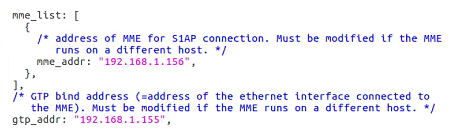 mme_list: [
{
/* address of MME for S1AP connection. Must be modified if the MME
runs on a different host. */
mme_addr: "192.168.1.156",
},
],
/* GTP bind address (=address of the ethernet interface connected to
the MME). Must be modified if the MME runs on a different host. */
gtp_addr: "192.168.1.155",